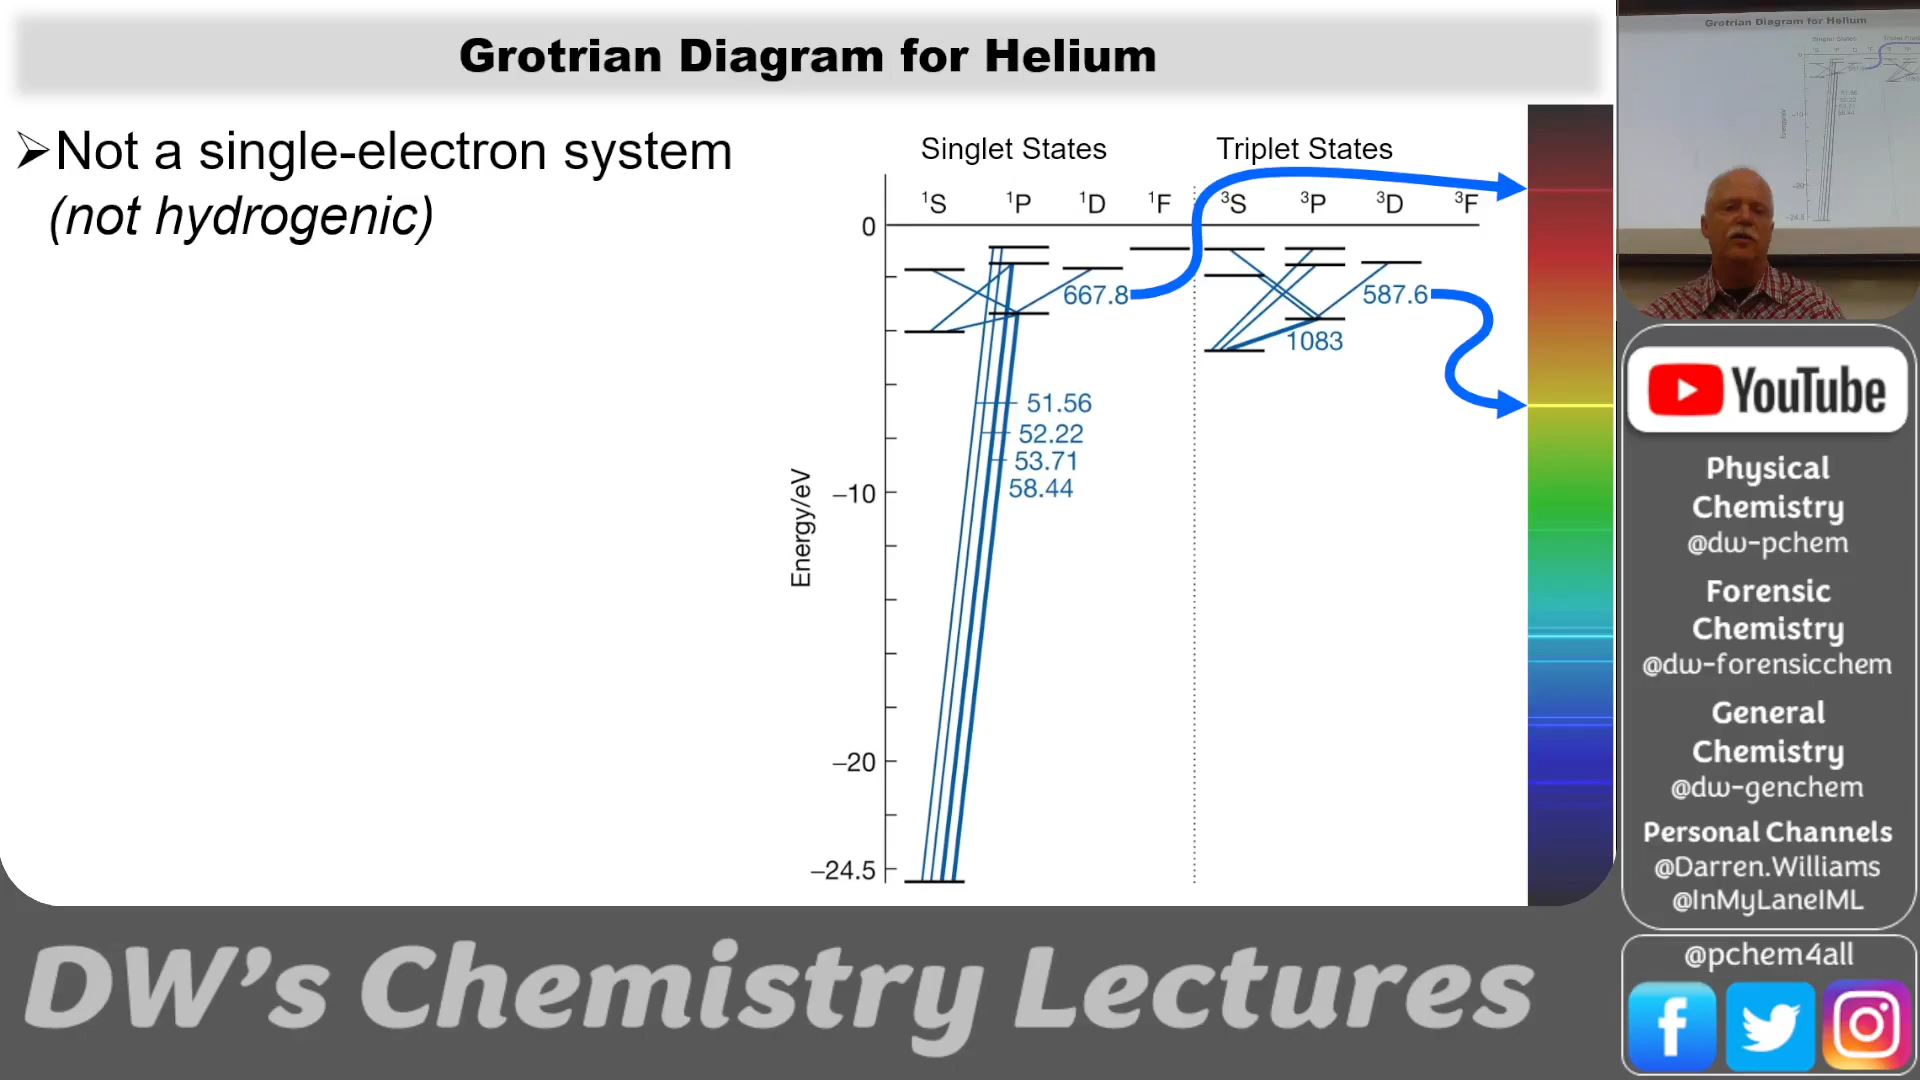 Grotrian Diagram for Helium
➢Not a single-electron system
(not hydrogenic)
Singlet States
Triplet States
¹S ¹P ¹D ¹F ³S ³P ³D ³F
0
667.8
587.6
1083
51.56
52.22
53.71
58.44
Energy/eV
–10
–20
–24.5
Grotrian Diagram for Helium
YouTube
Physical
Chemistry
@dw-pchem
Forensic
Chemistry
@dw-forensicchem
General
Chemistry
@dw-genchem
Personal Channels
@Darren.Williams
@InMyLaneIML
@pchem4all
DW's Chemistry Lectures